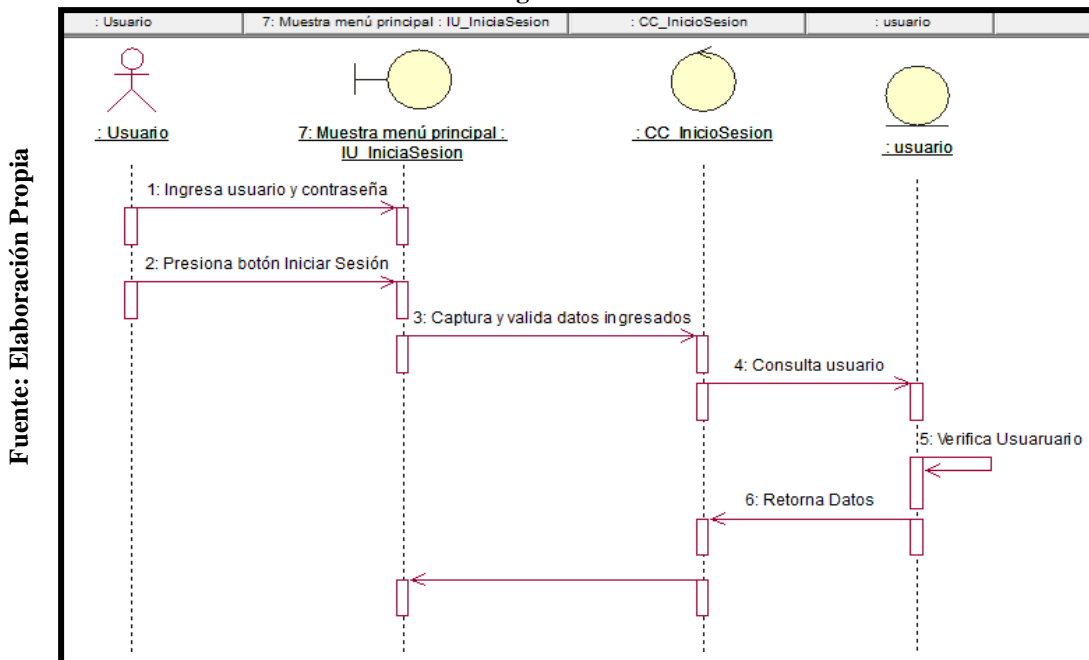 : Usuario
7: Muestra menú principal : IU_IniciaSesion
: CC_InicioSesion
: usuario
: Usuario
7: Muestra menú principal :
IU_IniciaSesion
: CC_InicioSesion
: usuario
Fuente: Elaboración Propia
1: Ingresa usuario y contraseña
2: Presiona botón Iniciar Sesión
3: Captura y valida datos ingresados
4: Consulta usuario
5: Verifica Usuaruario
6: Retorna Datos